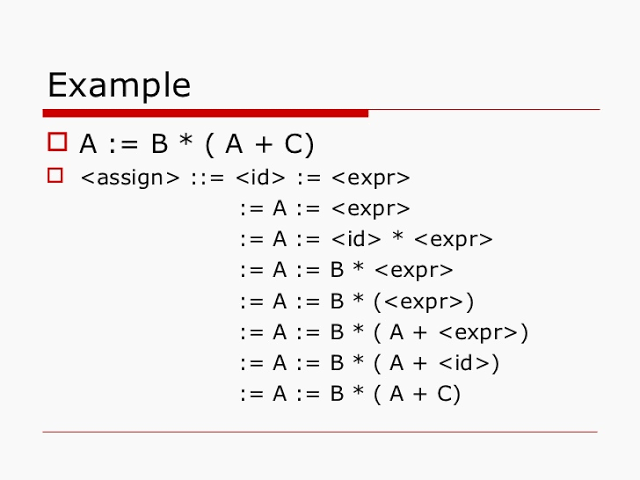 Example
A := B * ( A + C)
<assign> ::= <id> := <expr>
:= A := <expr>
:= A := <id> * <expr>
:= A := B * <expr>
:= A := B * (<expr>)
:= A := B * ( A + <expr>)
:= A := B * ( A + <id>)
:= A := B * ( A + C)